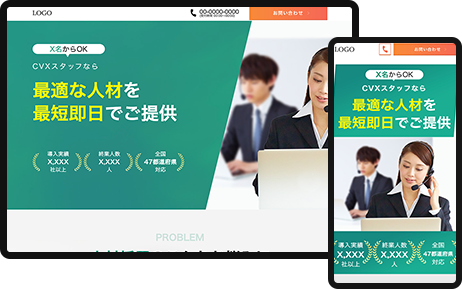 LOGO
00-0000-0000
お問い合わせ
X名からOK
CVXスタッフなら
最適な人材を
最短即日でご提供
導入実績
X,XXX
社以上
終業人数
X,XXX
人
全国
47都道府県
対応
PROBLEM
LOGO
お問い合わせ
X名からOK
CVXスタッフなら
最適な人材を
最短即日でご提供
導入実績
X,XXX
社以上
終業人数
X,XXX
人
全国
47都道府県
対応